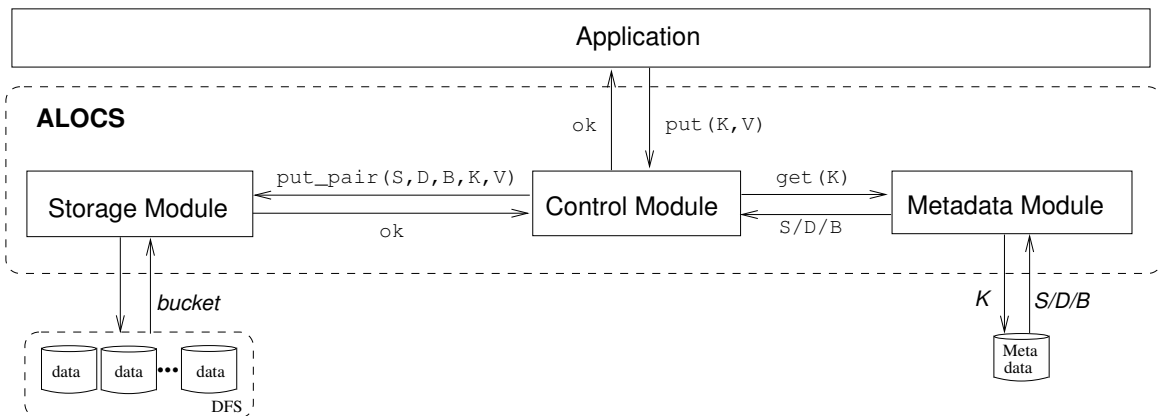 Application
ALOCS
ok
put(K,V)
put_pair(S,D,B,K,V)
get(K)
Storage Module
Control Module
Metadata Module
ok
S/D/B
bucket
K
S/D/B
data
data
•••
data
DFS
Meta
data